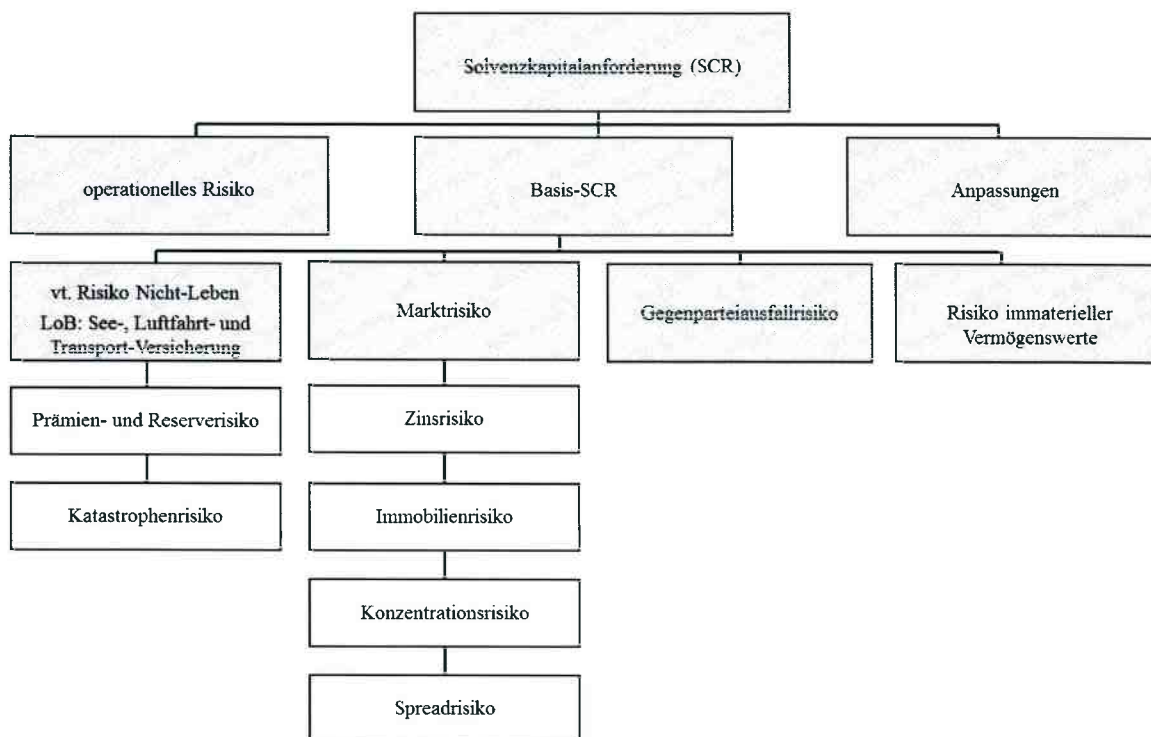 Solvenzkapitalanforderung (SCR)
operationelles Risiko
Basis-SCR
Anpassungen
vt. Risiko Nicht-Leben
LoB: See-, Luftfahrt- und
Transport-Versicherung
Marktrisiko
Gegenparteiausfallrisiko
Risiko immaterieller
Vermögenswerte
Prämien- und Reserverisiko
Zinsrisiko
Katastrophenrisiko
Immobilienrisiko
Konzentrationsrisiko
Spreadrisiko